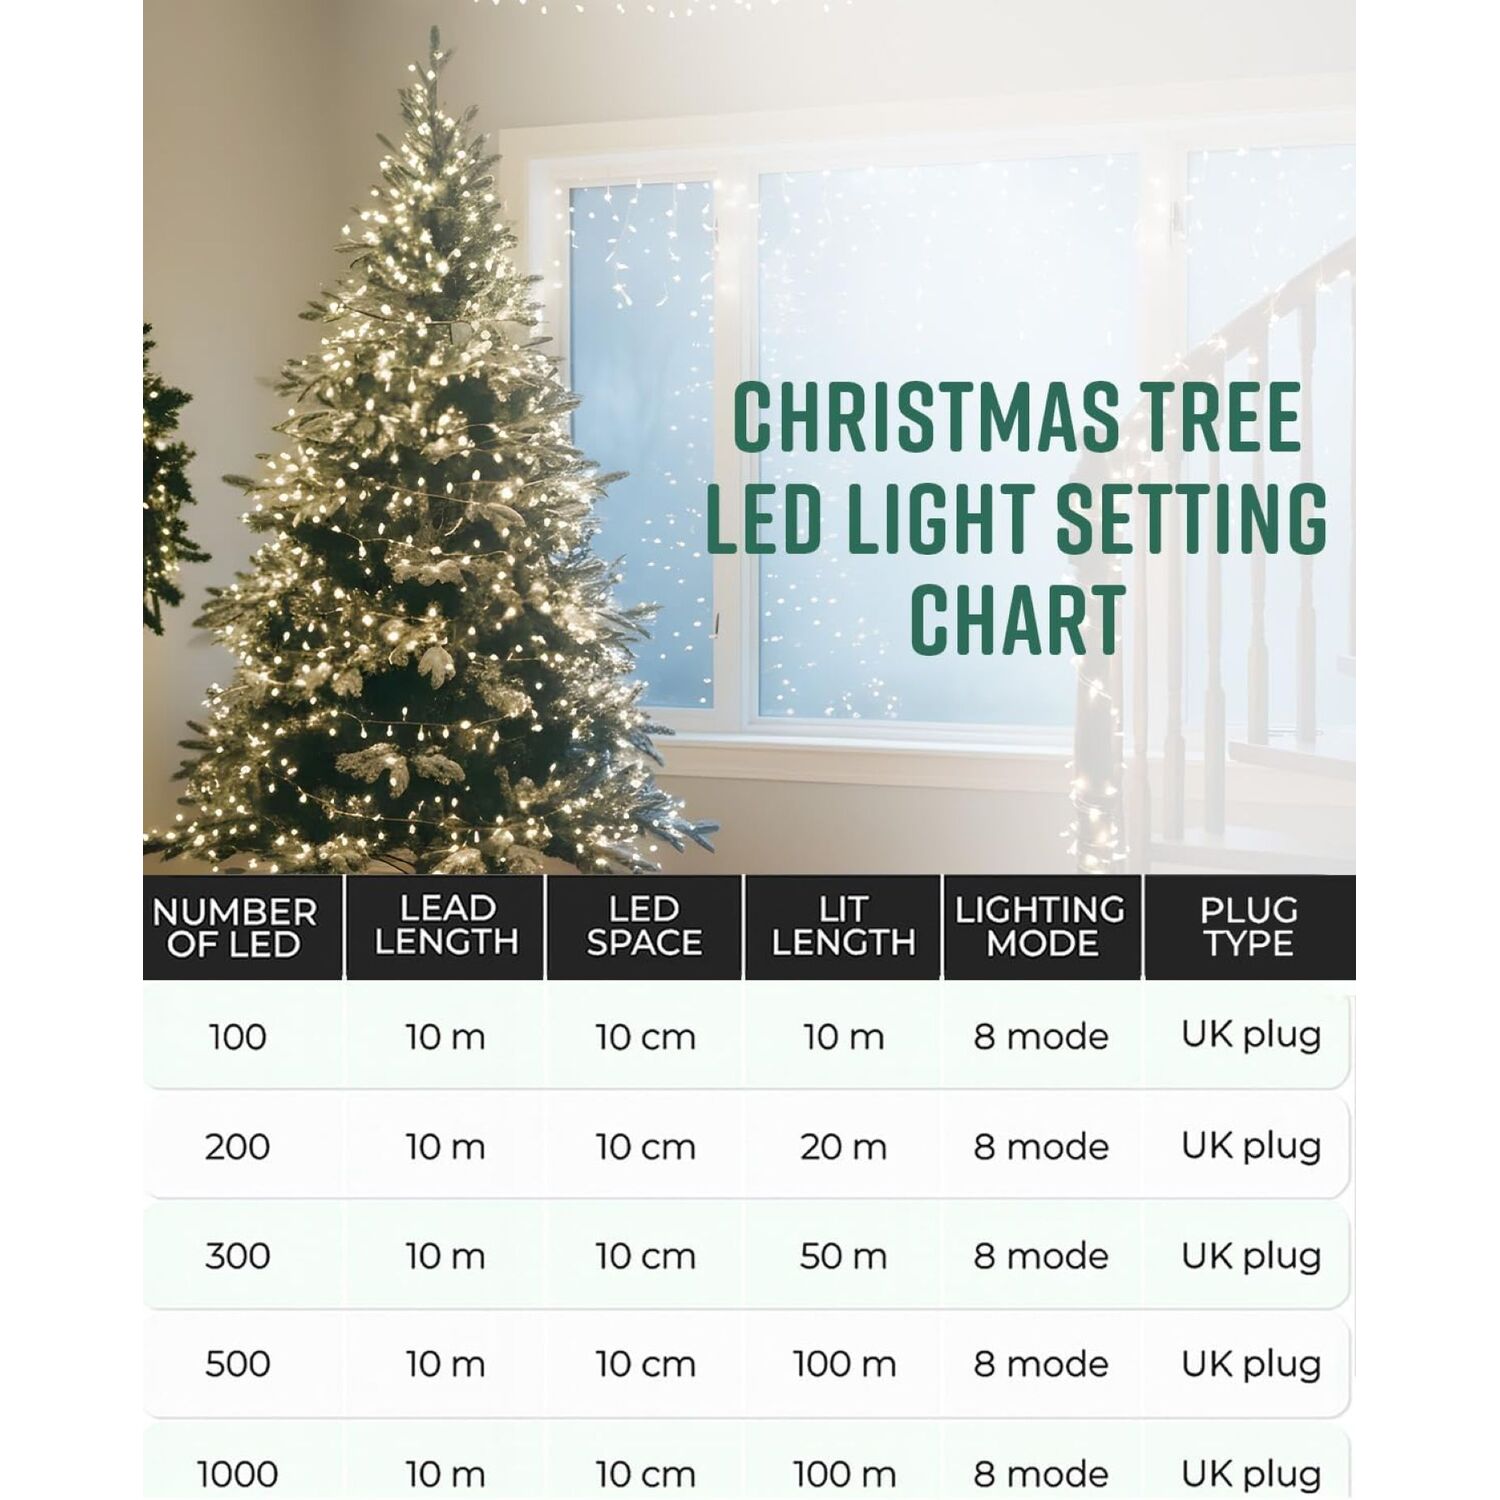 CHRISTMAS TREE
LED LIGHT SETTING
CHART
NUMBER OF LED LEAD LENGTH LED SPACE LIT LENGTH LIGHTING MODE PLUG TYPE
100 10 m 10 cm 10 m 8 mode UK plug
200 10 m 10 cm 20 m 8 mode UK plug
300 10 m 10 cm 50 m 8 mode UK plug
500 10 m 10 cm 100 m 8 mode UK plug
1000 10 m 10 cm 100 m 8 mode UK plug